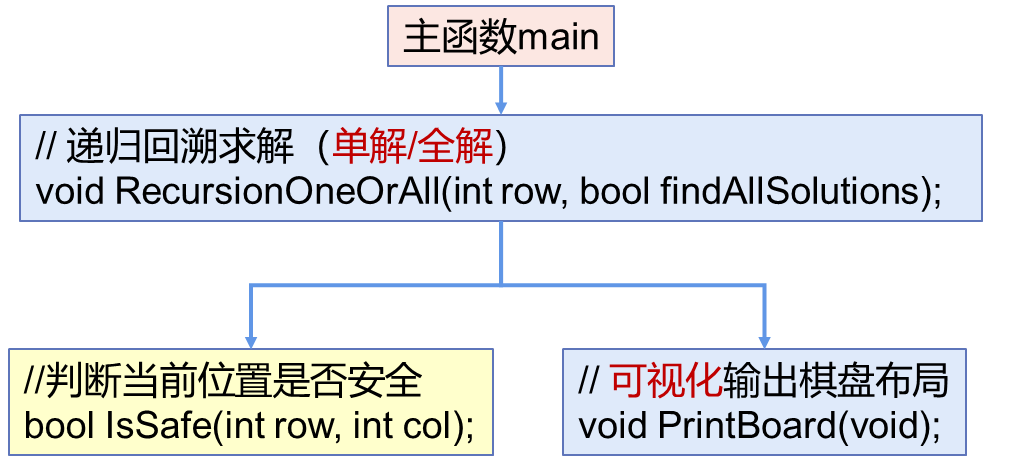 主函数main
// 递归回溯求解（单解/全解）
void RecursionOneOrAll(int row, bool findAllSolutions);
//判断当前位置是否安全
bool IsSafe(int row, int col);
// 可视化输出棋盘布局
void PrintBoard(void);